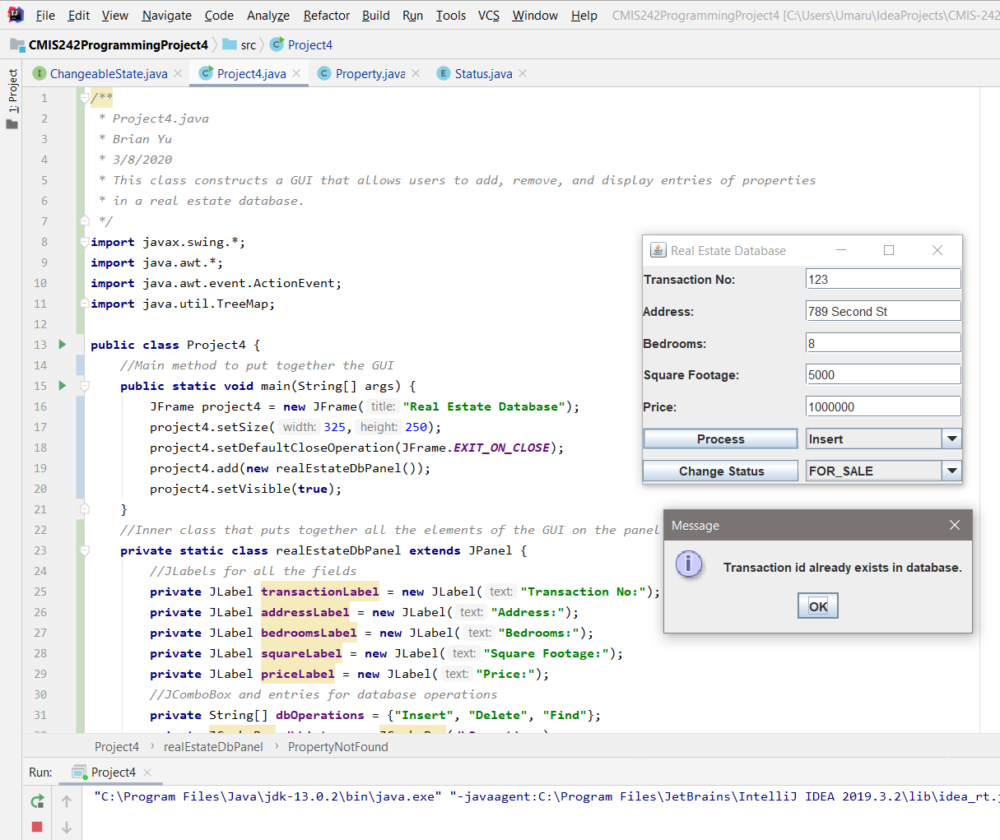 File Edit View Navigate Code Analyze Refactor Build Run Tools VCS Window Help CMIS242ProgrammingProject4 [C:\Users\Umaru\IdeaProjects\CMIS-242
CMIS242ProgrammingProject4 src Project4
1: Project
ChangeableState.java Project4.java Property.java Status.java
1 /**
2 * Project4.java
3 * Brian Yu
4 * 3/8/2020
5 * This class constructs a GUI that allows users to add, remove, and display entries of properties
6 * in a real estate database.
7 */
8 import javax.swing.*;
9 import java.awt.*;
10 import java.awt.event.ActionEvent;
11 import java.util.TreeMap;
12
13 public class Project4 {
14 //Main method to put together the GUI
15 public static void main(String[] args) {
16 JFrame project4 = new JFrame( title: "Real Estate Database");
17 project4.setSize( width: 325, height: 250);
18 project4.setDefaultCloseOperation(JFrame.EXIT_ON_CLOSE);
19 project4.add(new realEstateDbPanel());
20 project4.setVisible(true);
21 }
22 //Inner class that puts together all the elements of the GUI on the panel
23 private static class realEstateDbPanel extends JPanel {
24 //JLabels for all the fields
25 private JLabel transactionLabel = new JLabel( text: "Transaction No:");
26 private JLabel addressLabel = new JLabel( text: "Address:");
27 private JLabel bedroomsLabel = new JLabel( text: "Bedrooms:");
28 private JLabel squareLabel = new JLabel( text: "Square Footage:");
29 private JLabel priceLabel = new JLabel( text: "Price:");
30 //JComboBox and entries for database operations
31 private String[] dbOperations = {"Insert", "Delete", "Find"};
Real Estate Database
Transaction No: 123
Address: 789 Second St
Bedrooms: 8
Square Footage: 5000
Price: 1000000
Process Insert
Change Status FOR_SALE
Message
Transaction id already exists in database.
OK
Project4 realEstateDbPanel PropertyNotFound
Run: Project4
"C:\Program Files\Java\jdk-13.0.2\bin\java.exe" "-javaagent:C:\Program Files\JetBrains\IntelliJ IDEA 2019.3.2\lib\idea_rt.j